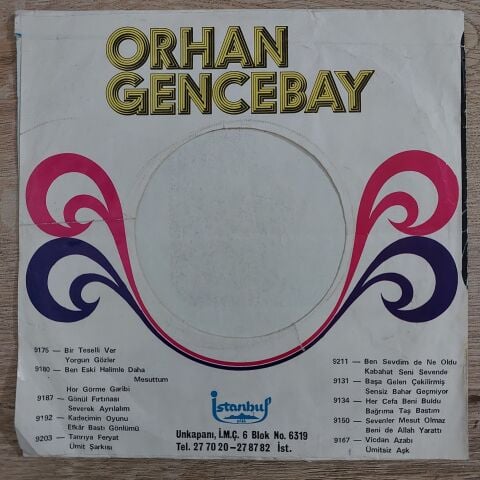 ORHAN
GENCEBAY
9175 — Bir Teselli Ver
Yorgun Gözler
9180 — Ben Eski Halimle Daha
Mesuttum
Hor Görme Garibi
9187 — Gönül Fırtınası
Severek Ayrılalım
9192 — Kaderimin Oyunu
Efkâr Bastı Gönlümü
9203 — Tanrıya Feryat
Ümit Şarkısı
istanbul
Unkapanı, İ.M.Ç. 6 Blok No. 6319
Tel. 27 70 20 — 27 87 82 İst.
9211 — Ben Sevdim de Ne Oldu
Kabahat Seni Sevende
9131 — Başa Gelen Çekilirmiş
Sensiz Bahar Geçmiyor
9134 — Her Cefa Beni Buldu
Bağrıma Taş Bastım
9150 — Sevenler Mesut Olmaz
Beni de Allah Yarattı
9167 — Vicdan Azabı
Ümitsiz Aşk